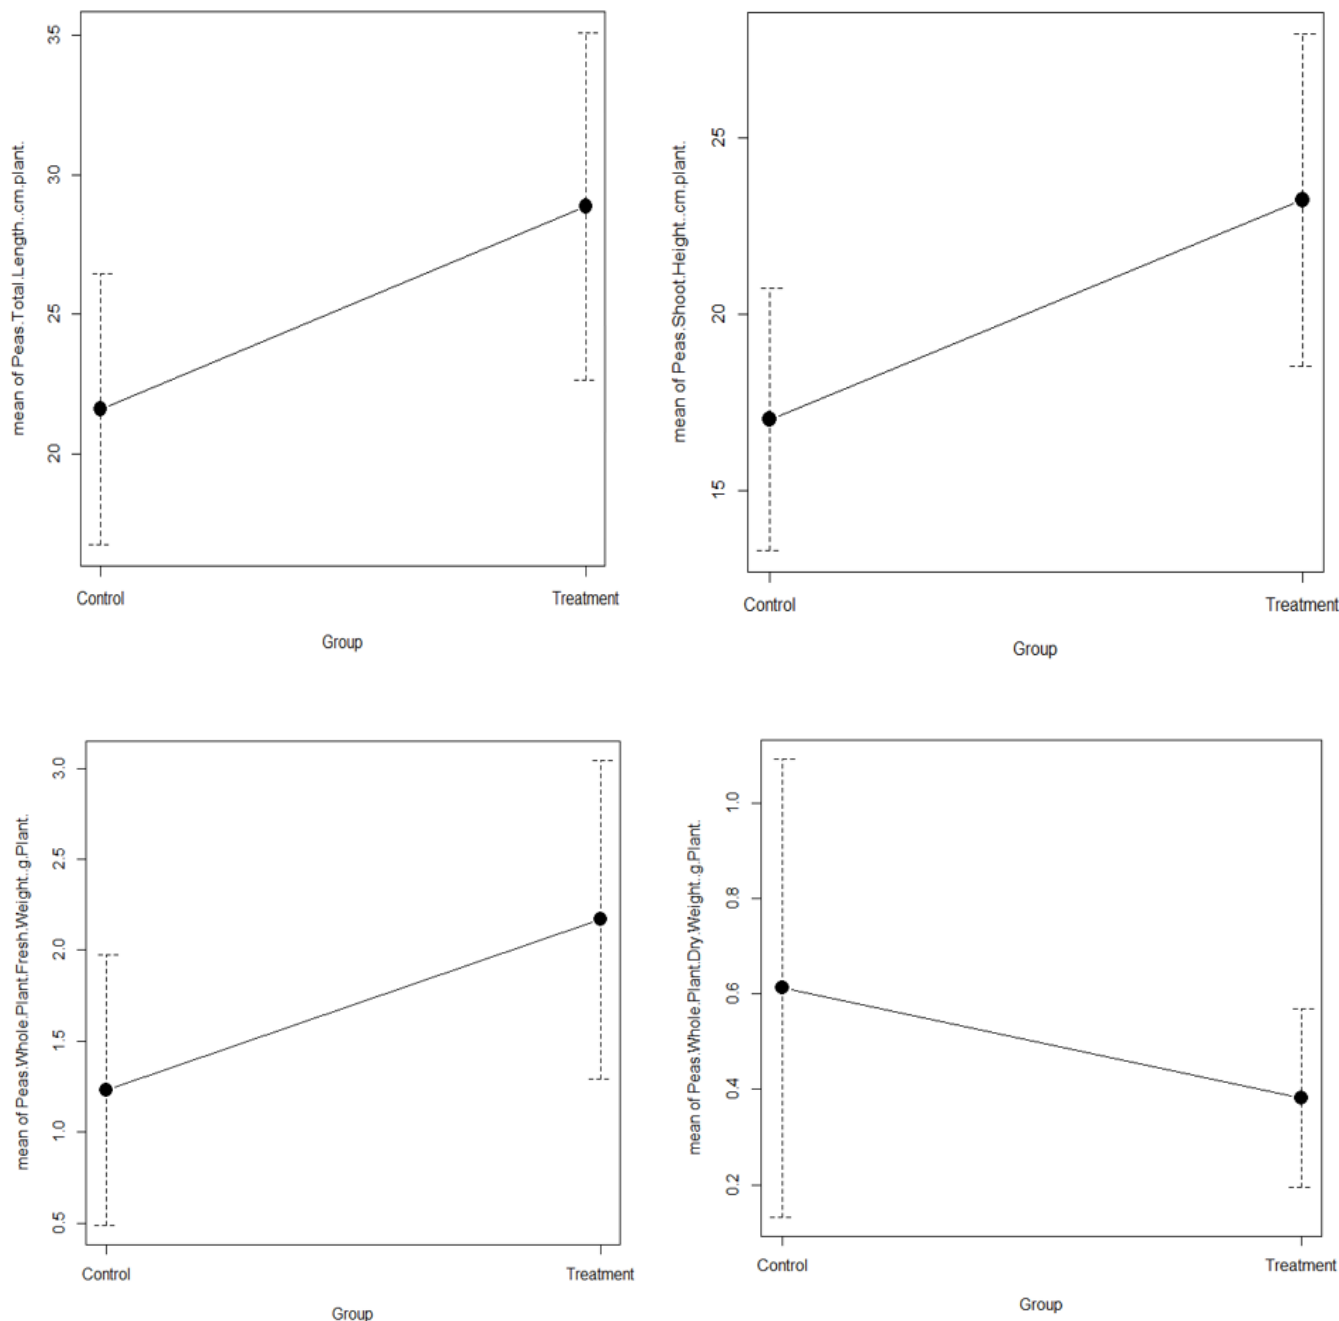 mean of Peas.Total.Length..cm.plant.
35
30
25
20
Control
Treatment
Group
mean of Peas.Shoot.Height..cm.plant.
25
20
15
Control
Treatment
Group
mean of Peas.Whole.Plant.Fresh.Weight..g.Plant.
3.0
2.5
2.0
1.5
1.0
0.5
Control
Treatment
Group
mean of Peas.Whole.Plant.Dry.Weight..g.Plant.
1.0
0.8
0.6
0.4
0.2
Control
Treatment
Group